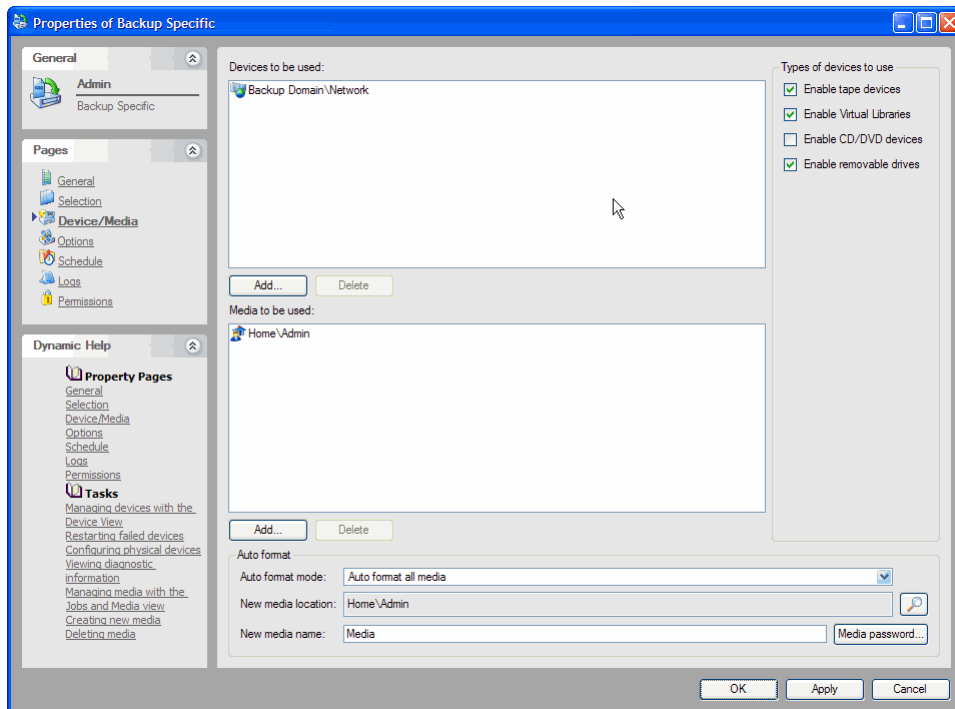 Properties of Backup Specific
General
Admin
Backup Specific
Pages
General
Selection
Device/Media
Options
Schedule
Logs
Permissions
Dynamic Help
Property Pages
General
Selection
Device/Media
Options
Schedule
Logs
Permissions
Tasks
Managing devices with the
Device View
Restarting failed devices
Configuring physical devices
Viewing diagnostic
information
Managing media with the
Jobs and Media view
Creating new media
Deleting media
Devices to be used:
Backup Domain\Network
Add...
Delete
Media to be used:
Home\Admin
Add...
Delete
Auto format
Auto format mode:
Auto format all media
New media location:
Home\Admin
New media name:
Media
Media password...
Types of devices to use
Enable tape devices
Enable Virtual Libraries
Enable CD/DVD devices
Enable removable drives
OK
Apply
Cancel